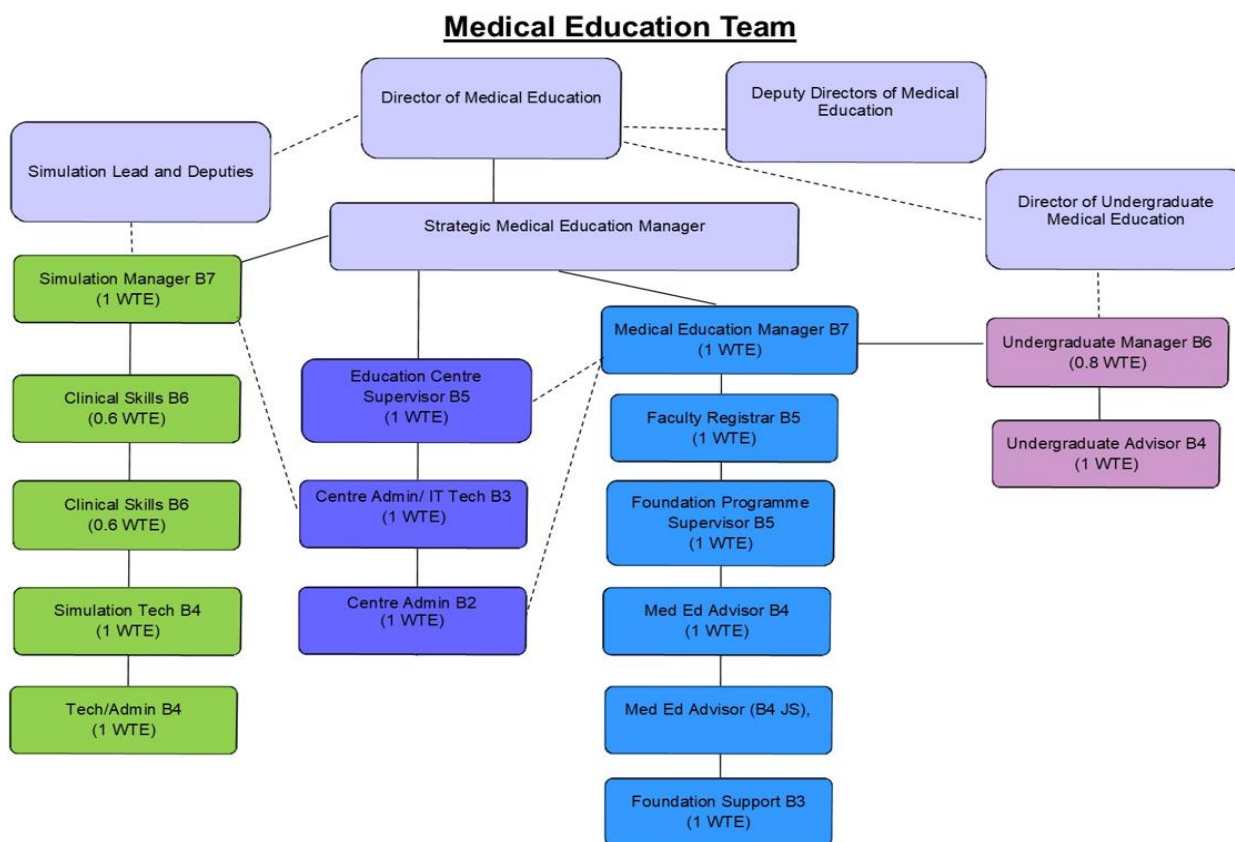 Medical Education Team
Director of Medical Education
Deputy Directors of Medical
Education
Simulation Lead and Deputies
Director of Undergraduate
Medical Education
Strategic Medical Education Manager
Simulation Manager B7
(1 WTE)
Clinical Skills B6
(0.6 WTE)
Clinical Skills B6
(0.6 WTE)
Simulation Tech B4
(1 WTE)
Tech/Admin B4
(1 WTE)
Education Centre
Supervisor B5
(1 WTE)
Centre Admin/ IT Tech B3
(1 WTE)
Centre Admin B2
(1 WTE)
Medical Education Manager B7
(1 WTE)
Faculty Registrar B5
(1 WTE)
Foundation Programme
Supervisor B5
(1 WTE)
Med Ed Advisor B4
(1 WTE)
Med Ed Advisor (B4 JS),
Foundation Support B3
(1 WTE)
Undergraduate Manager B6
(0.8 WTE)
Undergraduate Advisor B4
(1 WTE)